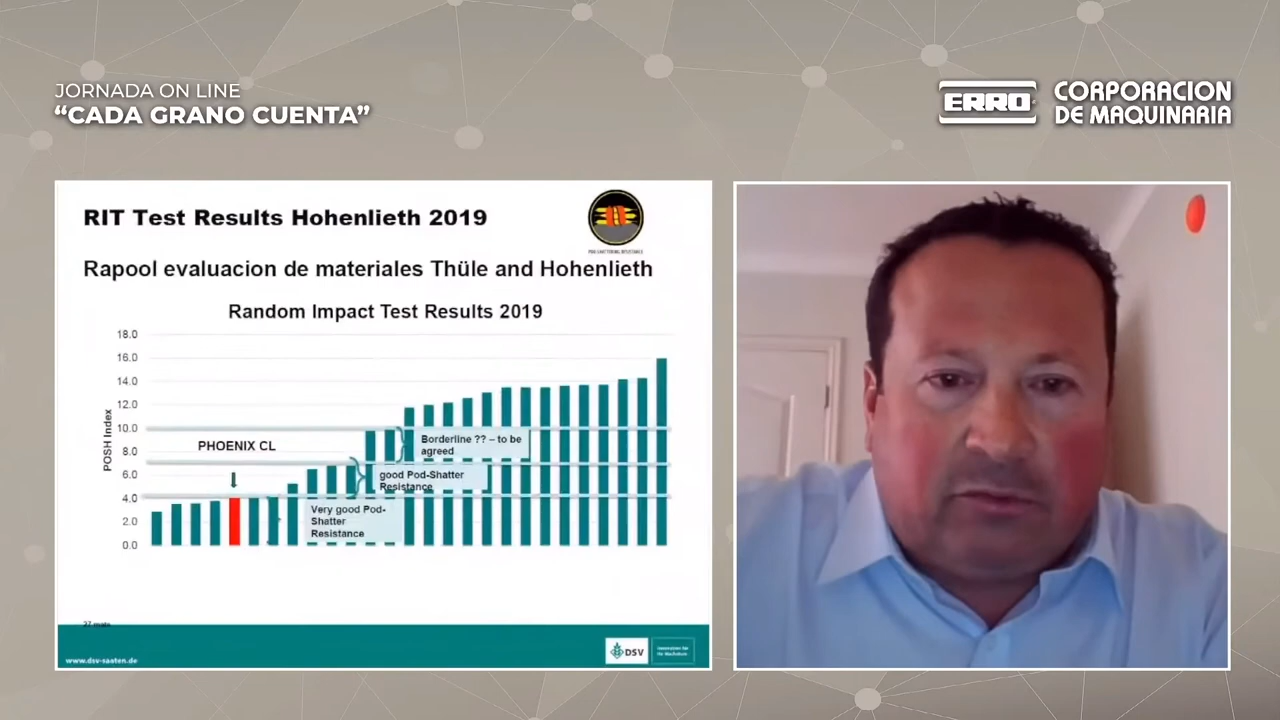 JORNADA ON LINE
“CADA GRANO CUENTA”
ERRO
CORPORACION
DE MAQUINARIA
RIT Test Results Hohenlieth 2019
POD SHATTERING RESISTANCE
Rapool evaluacion de materiales Thüle and Hohenlieth
Random Impact Test Results 2019
18.0
16.0
14.0
12.0
10.0
8.0
6.0
4.0
2.0
0.0
POSH Index
PHOENIX CL
Borderline ?? – to be
agreed
good Pod-Shatter
Resistance
Very good Pod-
Shatter
Resistance
www.dsv-saaten.de
DSV